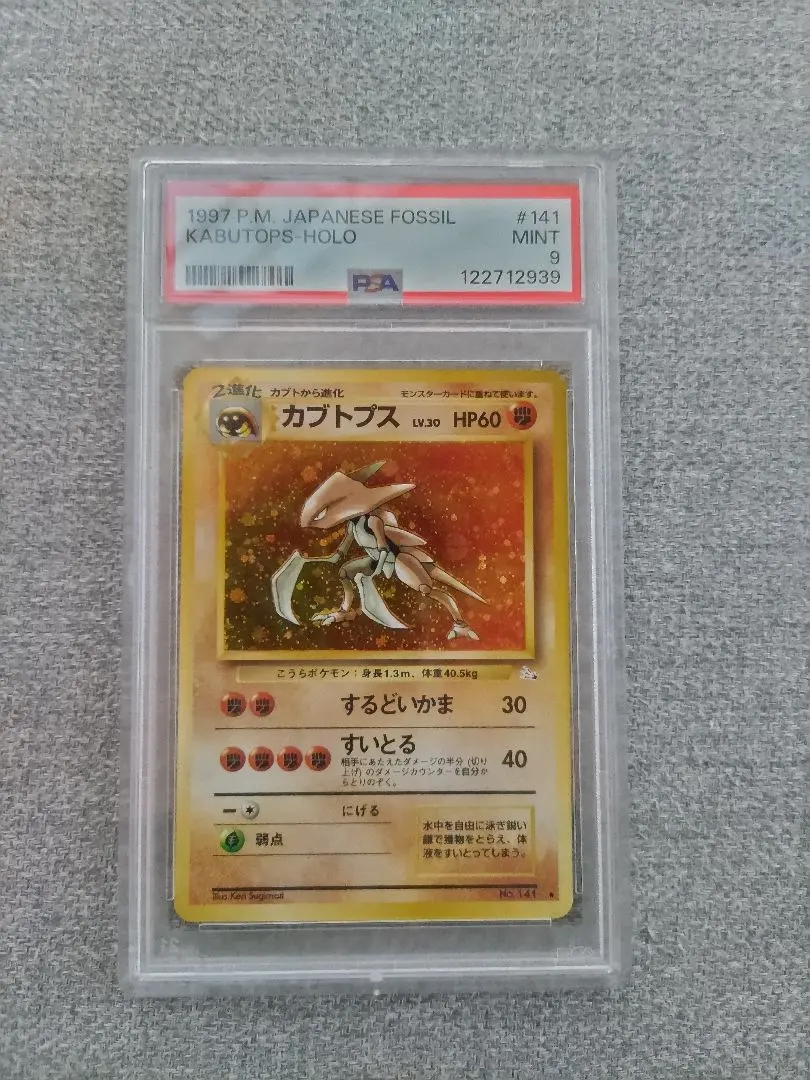 1997 P.M. JAPANESE FOSSIL #141
KABUTOPS-HOLO MINT
9
PSA 122712939
2進化 カブトから進化 モンスターカードに重ねて使います。
カブトプス LV.30 HP60
こうらポケモン：身長1.3m、体重40.5kg
するどいかま 30
すいとる 40
相手にあたえたダメージの半分（切り
上げ）のダメージカウンターを自分か
らとりのぞく。
にげる
弱点
水中を自由に泳ぎ鋭い
鎌で獲物をとらえ、体
液をすいとってしまう。
Illus.Ken Sugimori No.141